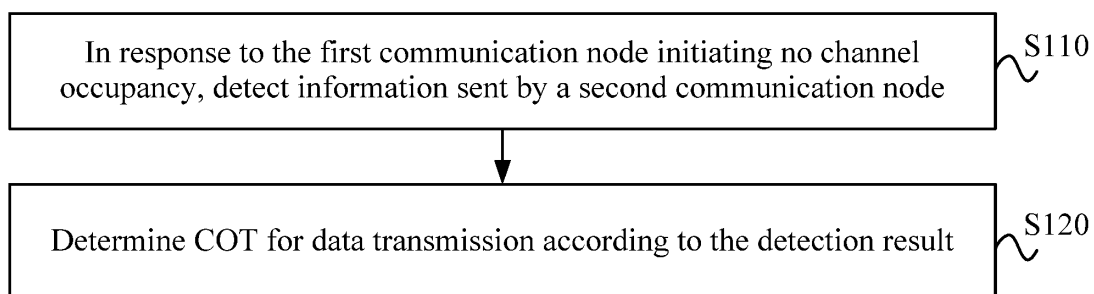 In response to the first communication node initiating no channel
occupancy, detect information sent by a second communication node
S110
Determine COT for data transmission according to the detection result
S120